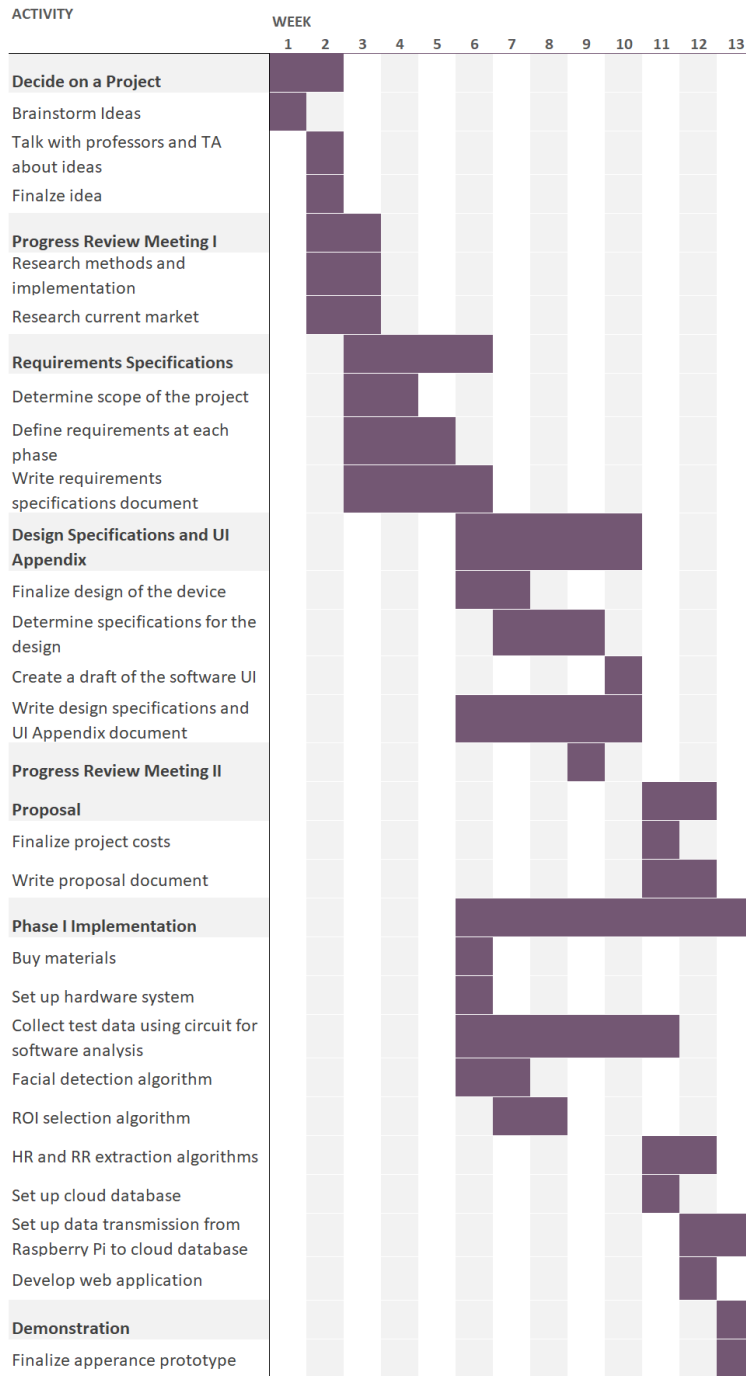 ACTIVITY
WEEK
1 2 3 4 5 6 7 8 9 10 11 12 13
Decide on a Project
Brainstorm Ideas
Talk with professors and TA
about ideas
Finalze idea
Progress Review Meeting I
Research methods and
implementation
Research current market
Requirements Specifications
Determine scope of the project
Define requirements at each
phase
Write requirements
specifications document
Design Specifications and UI
Appendix
Finalize design of the device
Determine specifications for the
design
Create a draft of the software UI
Write design specifications and
UI Appendix document
Progress Review Meeting II
Proposal
Finalize project costs
Write proposal document
Phase I Implementation
Buy materials
Set up hardware system
Collect test data using circuit for
software analysis
Facial detection algorithm
ROI selection algorithm
HR and RR extraction algorithms
Set up cloud database
Set up data transmission from
Raspberry Pi to cloud database
Develop web application
Demonstration
Finalize apperance prototype